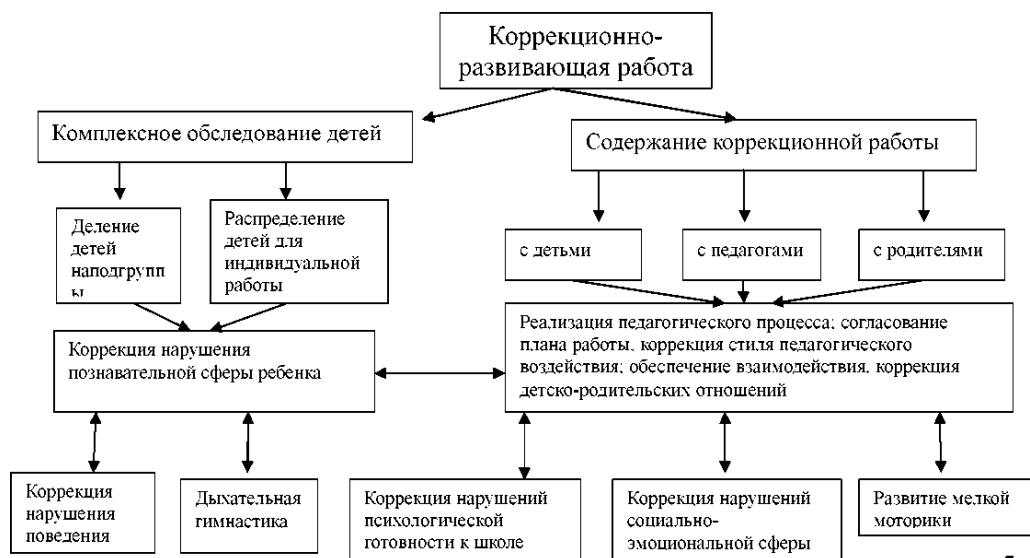 Коррекционно-
развивающая работа
Комплексное обследование детей
Содержание коррекционной работы
Деление
детей
наподгрупп
ы
Распределение
детей для
индивидуальной
работы
с детьми
с педагогами
с родителями
Коррекция нарушения
познавательной сферы ребенка
Реализация педагогического процесса; согласование
плана работы, коррекция стиля педагогического
воздействия; обеспечение взаимодействия, коррекция
детско-родительских отношений
Коррекция
нарушения
поведения
Дыхательная
гимнастика
Коррекция нарушений
психологической
готовности к школе
Коррекция нарушений
социально-
эмоциональной сферы
Развитие мелкой
моторики